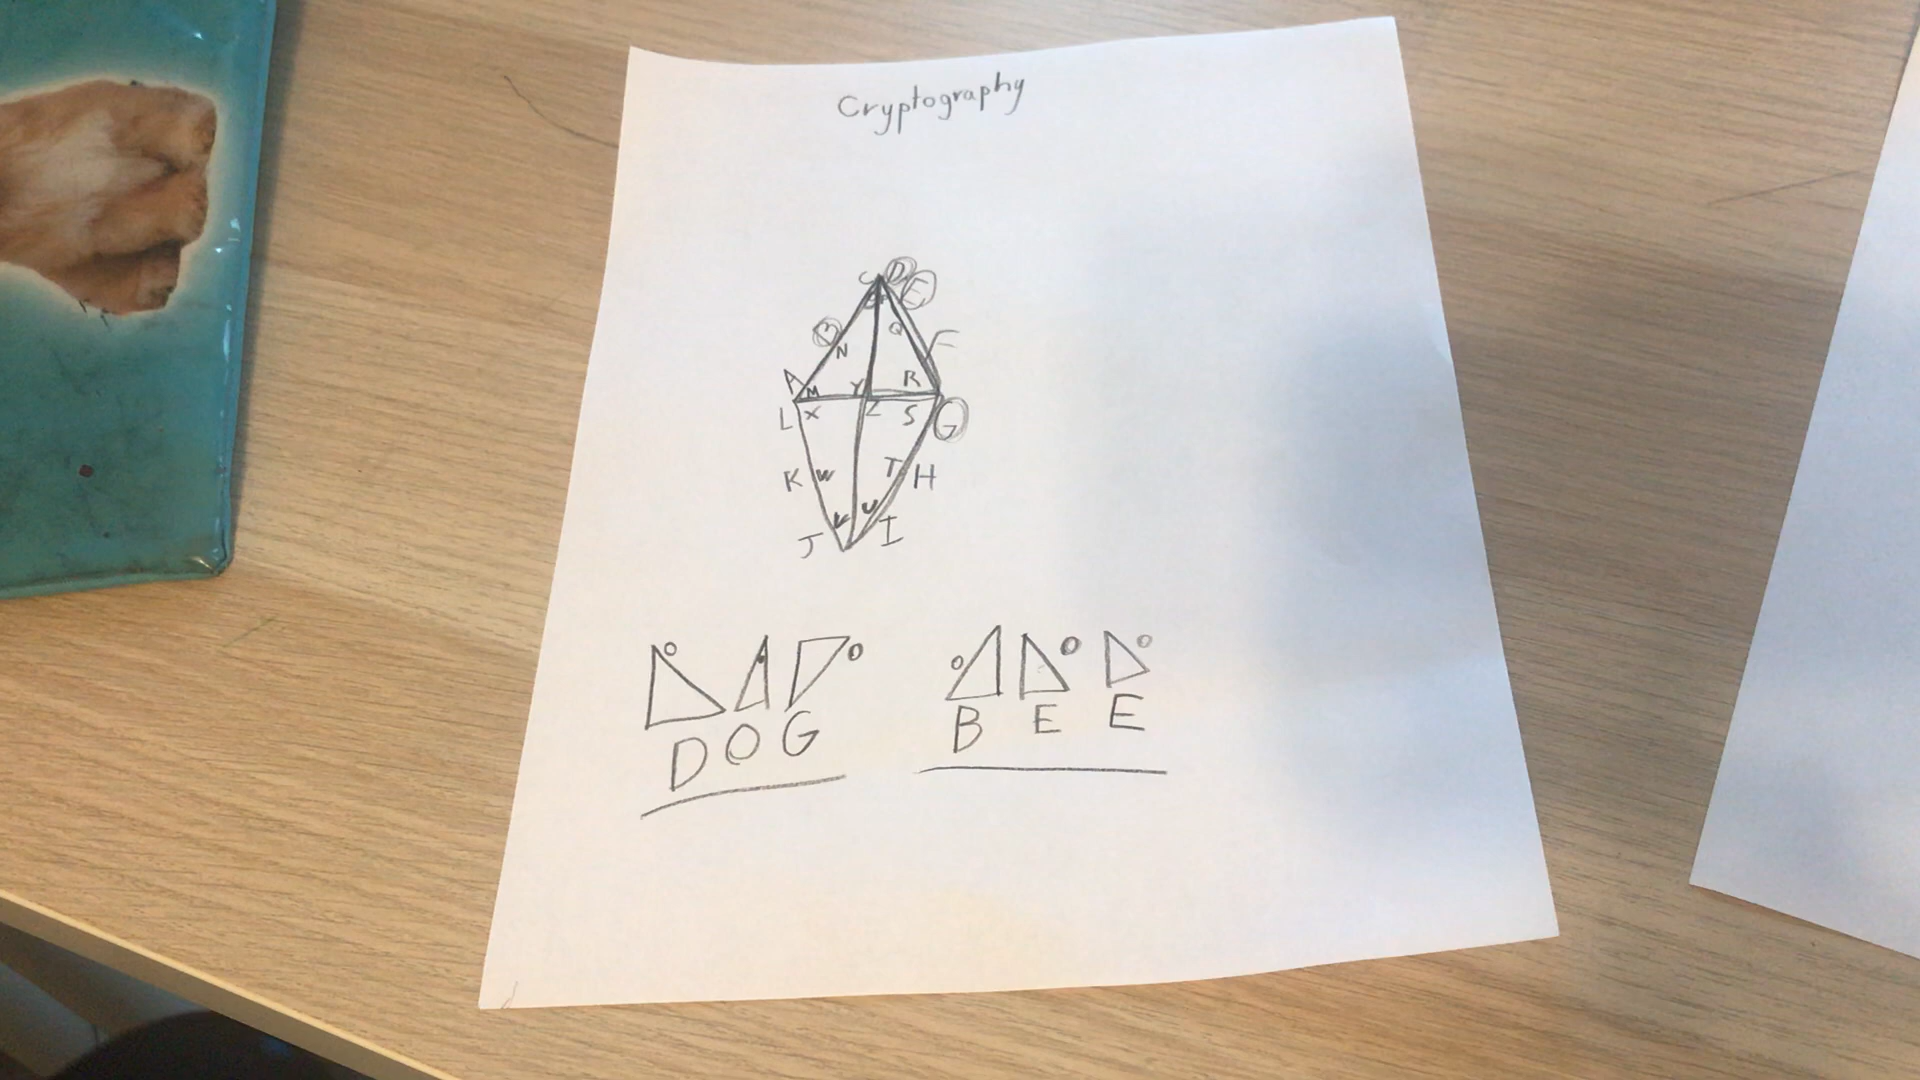 Cryptography
C D E
B N Q F
A M Y R
L X Z S G
K W T H
J V U I
DOG BEE